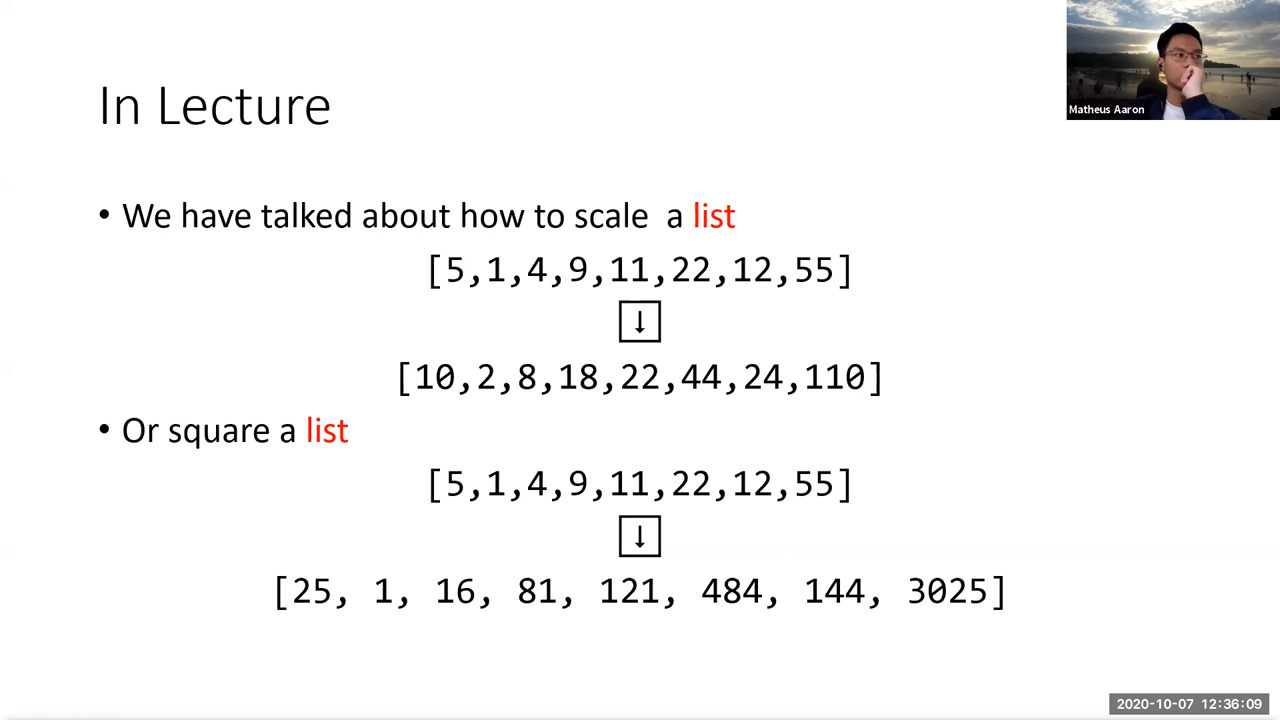 Matheus Aaron
In Lecture
• We have talked about how to scale  a list
[5,1,4,9,11,22,12,55]
↓
[10,2,8,18,22,44,24,110]
• Or square a list
[5,1,4,9,11,22,12,55]
↓
[25, 1, 16, 81, 121, 484, 144, 3025]
2020-10-07 12:36:09